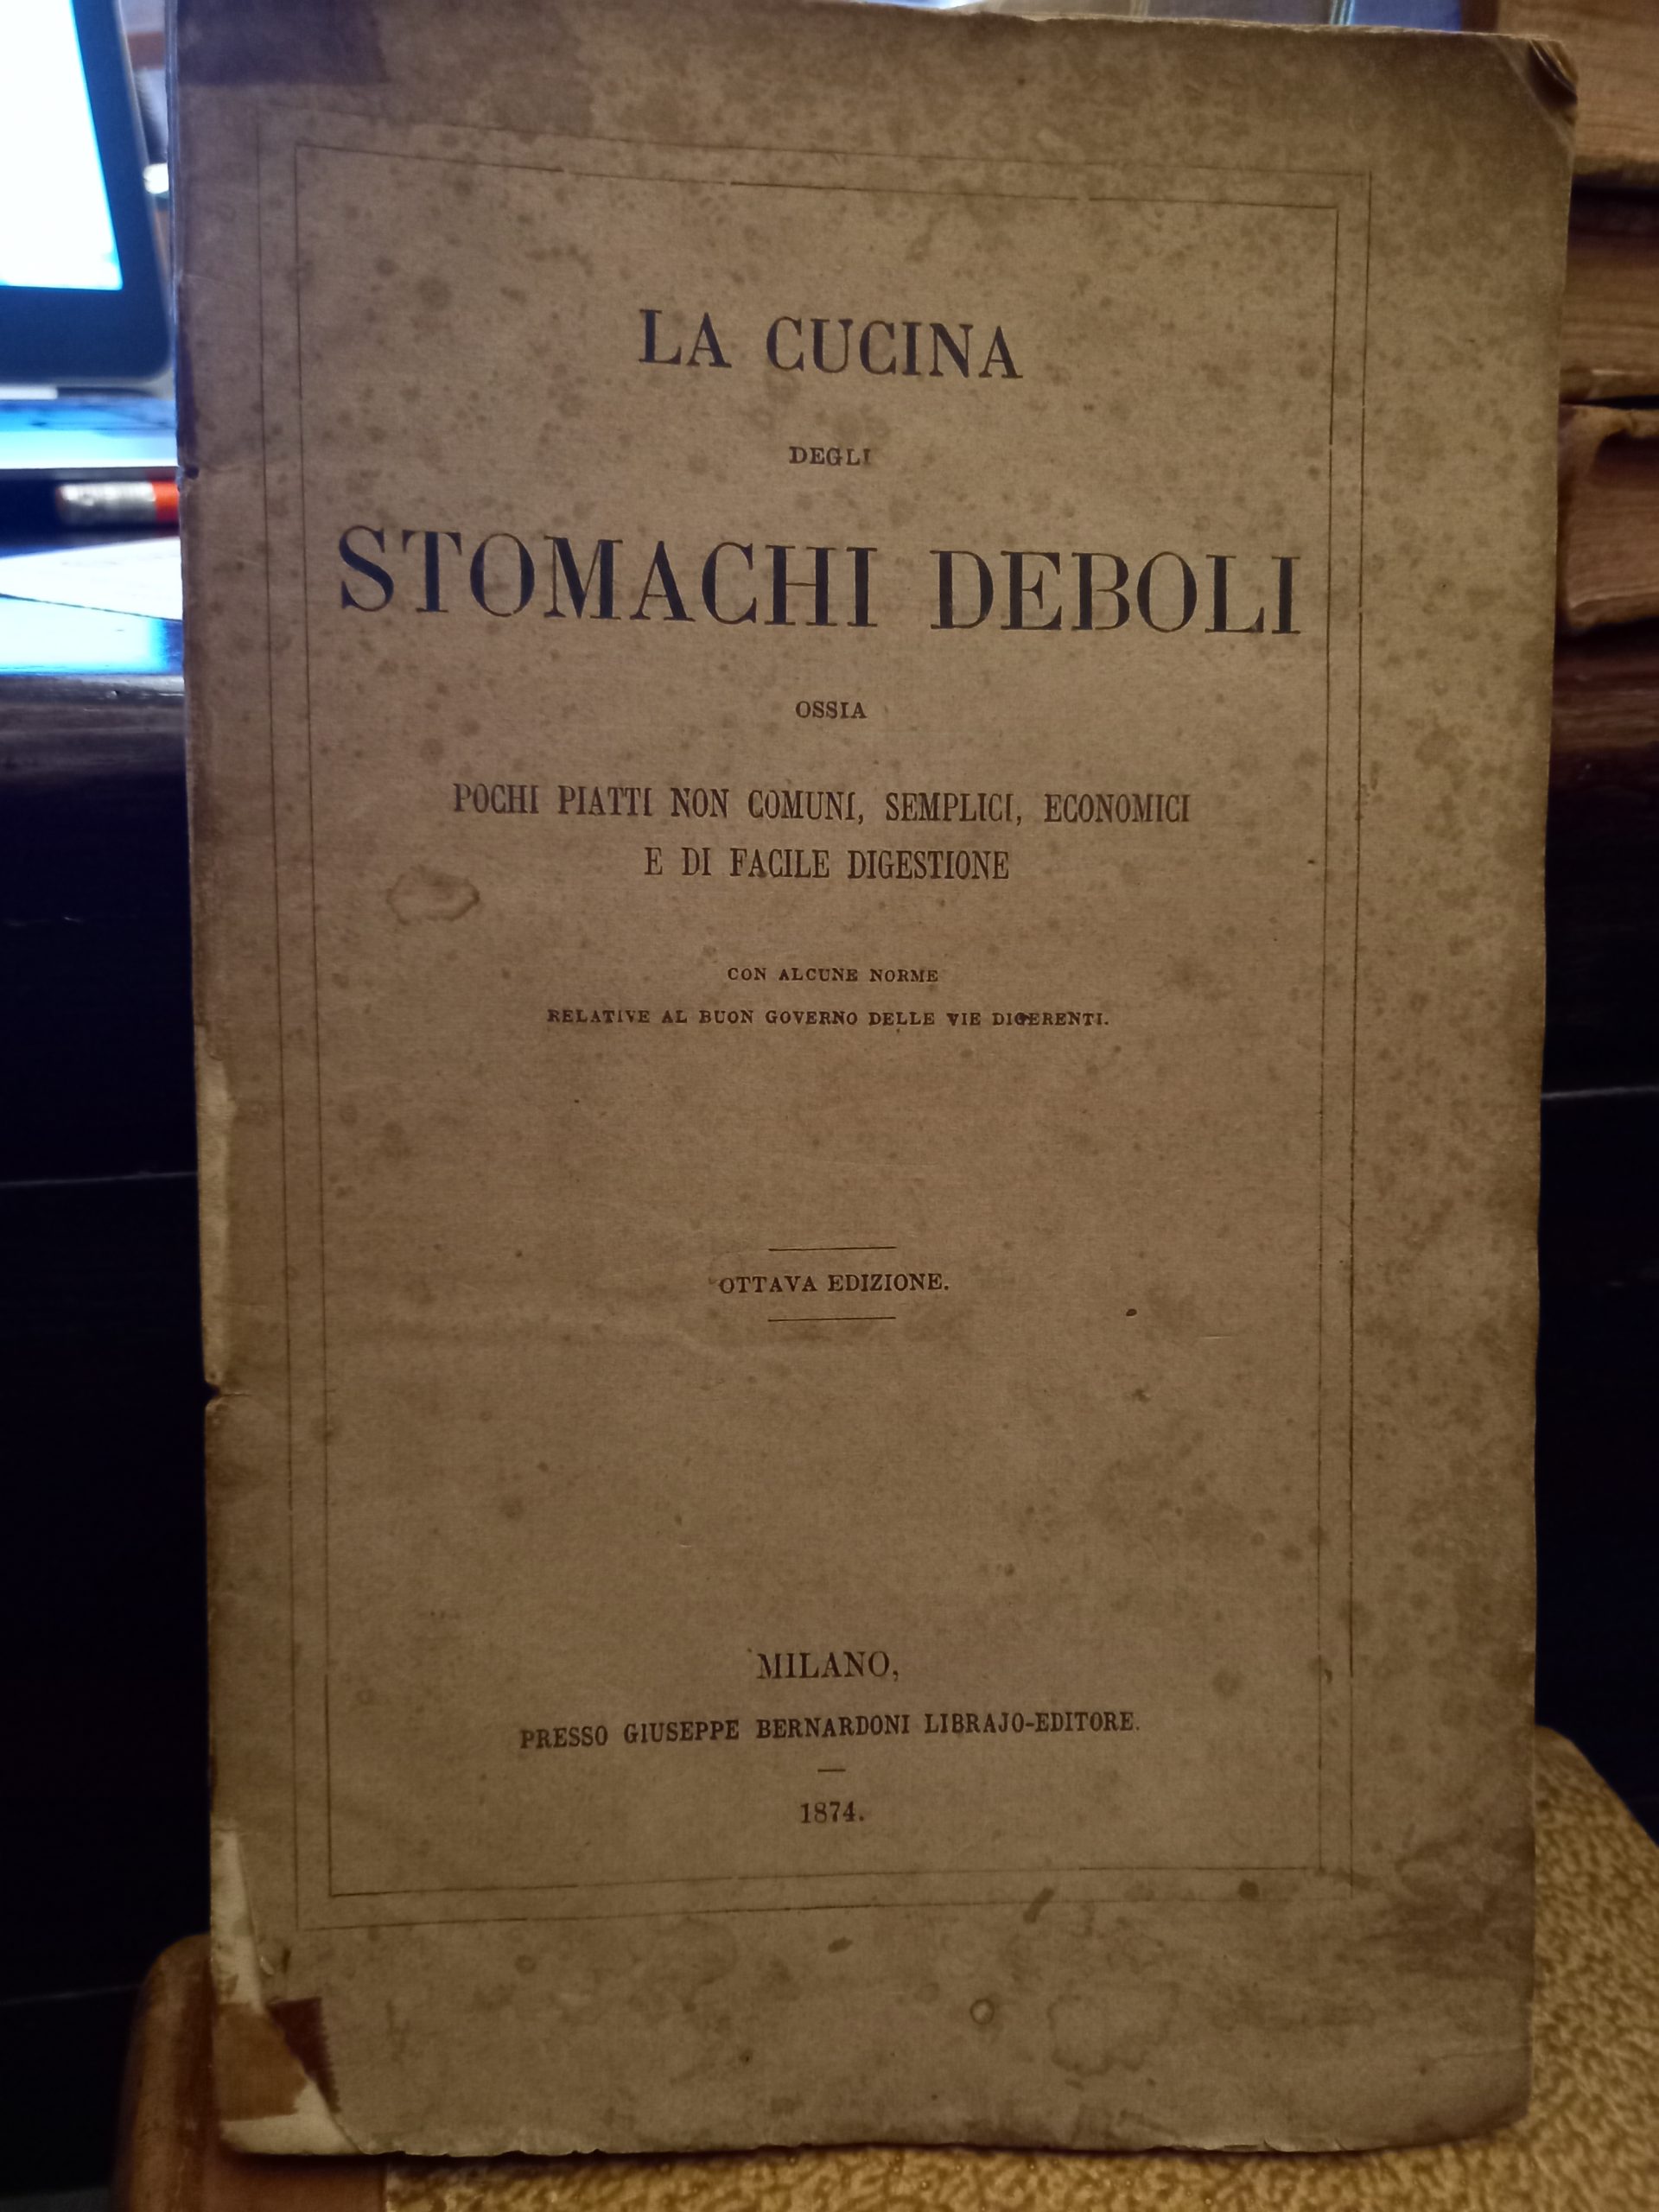 LA CUCINA
DEGLI
STOMACHI DEBOLI
OSSIA
POCHI PIATTI NON COMUNI, SEMPLICI, ECONOMICI
E DI FACILE DIGESTIONE
CON ALCUNE NORME
RELATIVE AL BUON GOVERNO DELLE VIE DIGERENTI.
OTTAVA EDIZIONE.
MILANO,
PRESSO GIUSEPPE BERNARDONI LIBRAJO-EDITORE.
1874.